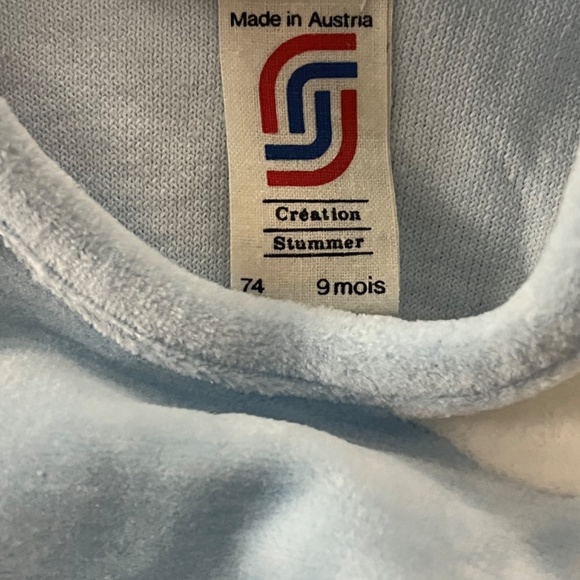 Made in Austria
Création
Stummer
74 9 mois